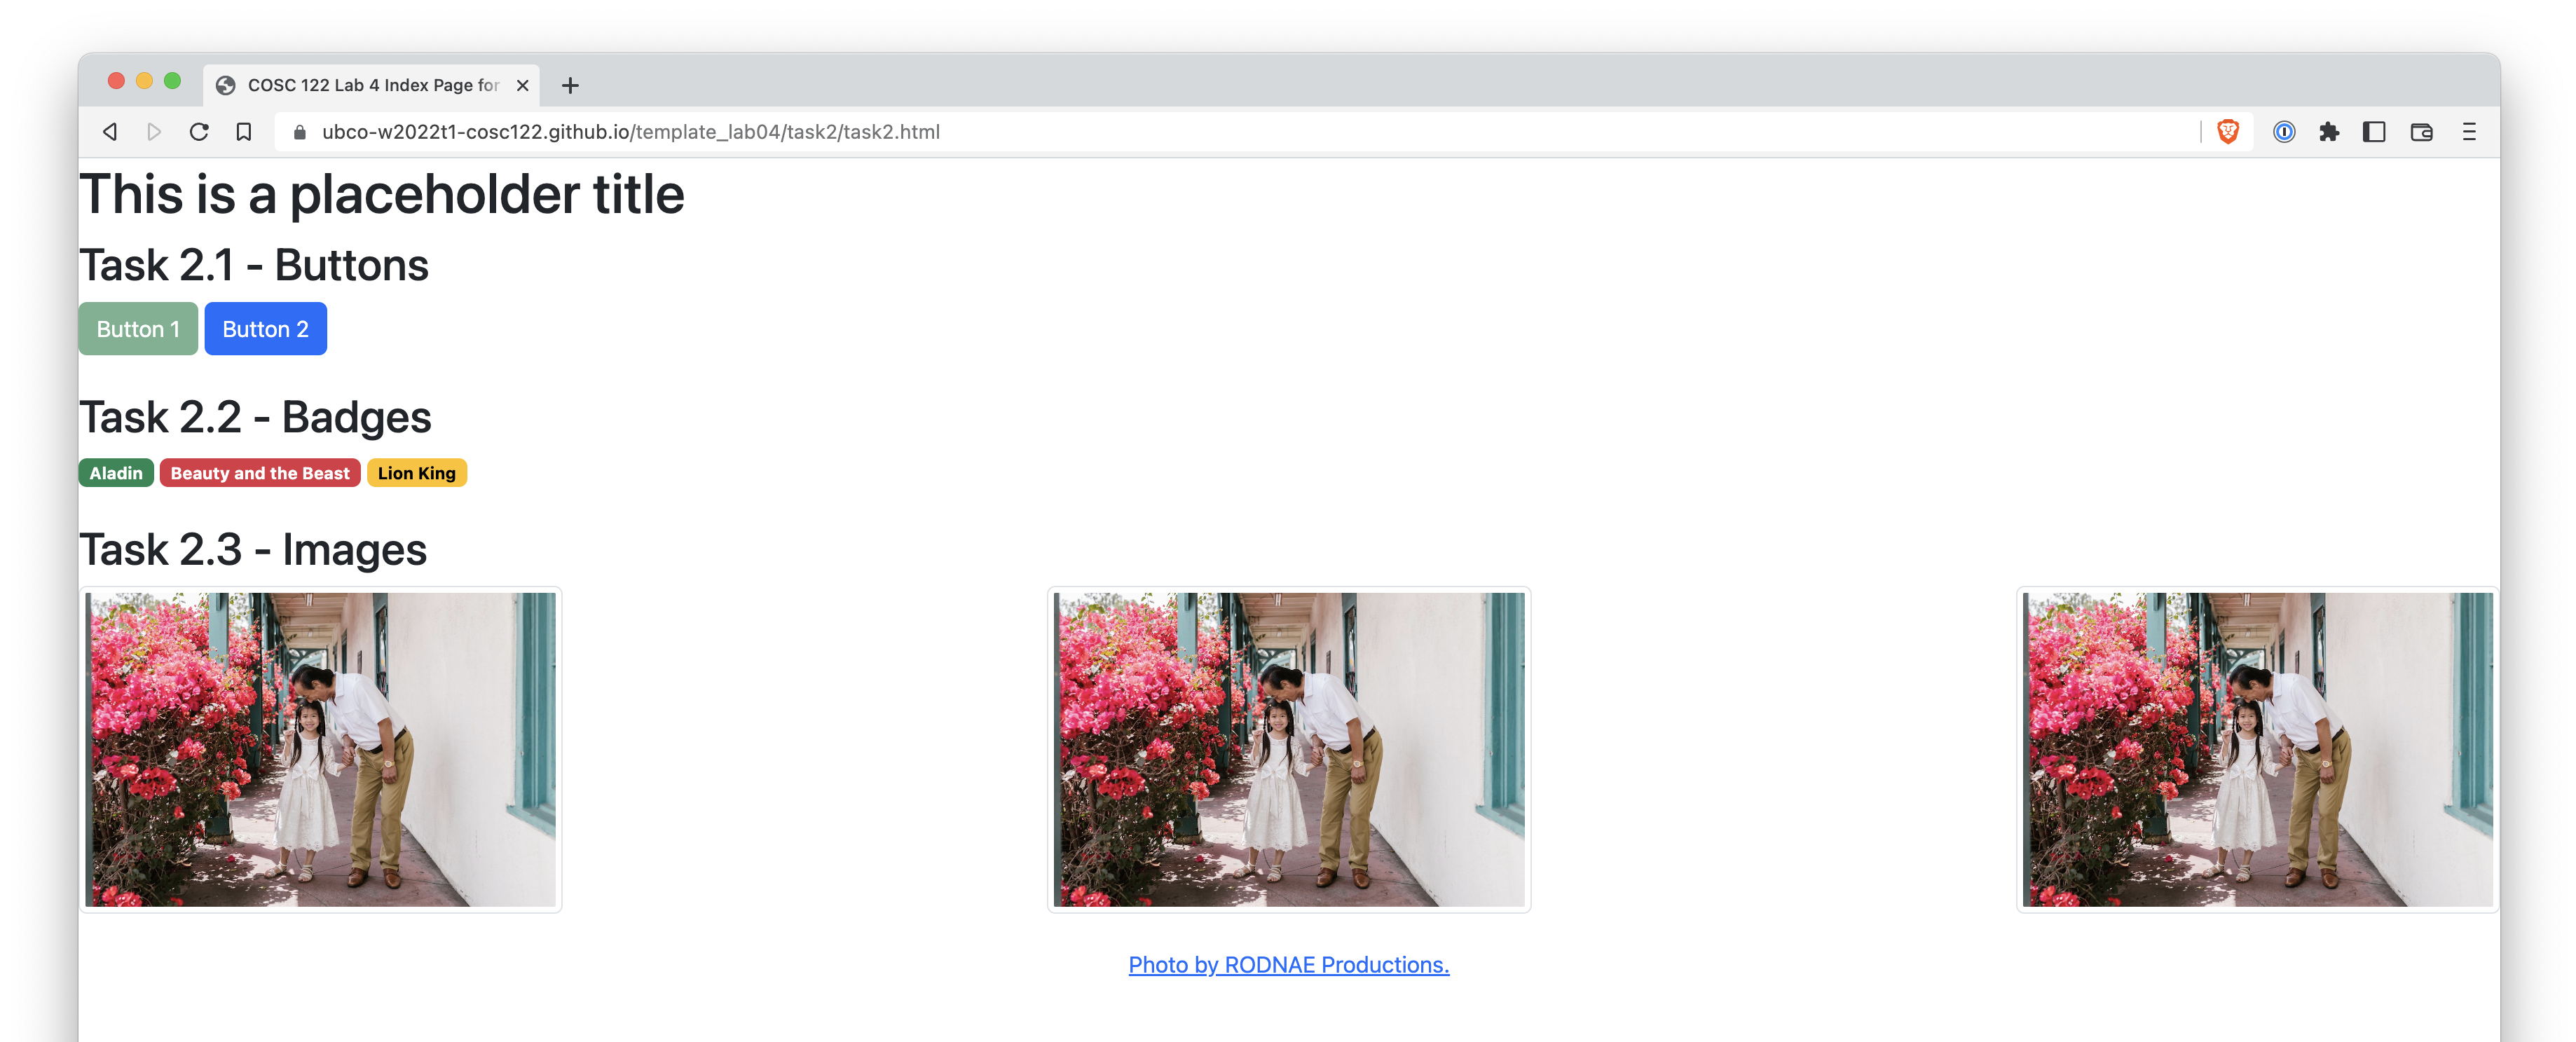 COSC 122 Lab 4 Index Page for
ubco-w2022t1-cosc122.github.io/template_lab04/task2/task2.html
This is a placeholder title
Task 2.1 - Buttons
Button 1 Button 2
Task 2.2 - Badges
Aladin Beauty and the Beast Lion King
Task 2.3 - Images
Photo by RODNAE Productions.